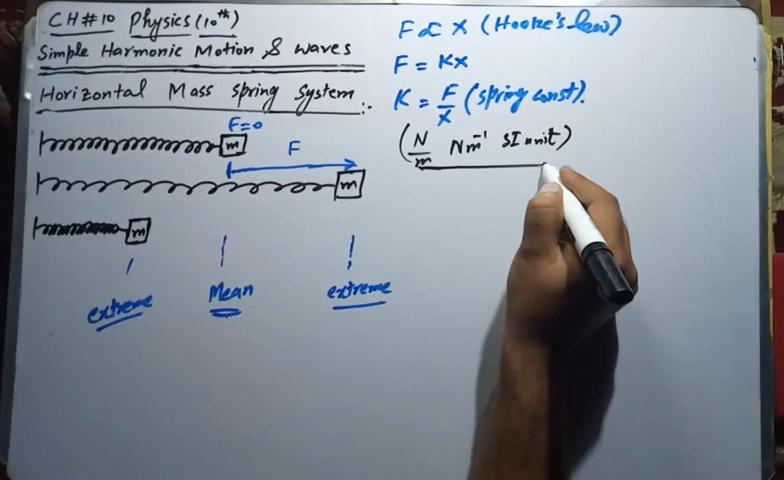 CH#10 Physics (10th)
Simple Harmonic Motion & waves
Horizontal Mass spring System:.
F=0
m
F
m
m
extreme
Mean
extreme
F ∝ X (Hooke's law)
F = KX
K = F/X (spring const).
(N/m Nm⁻¹ SI unit)